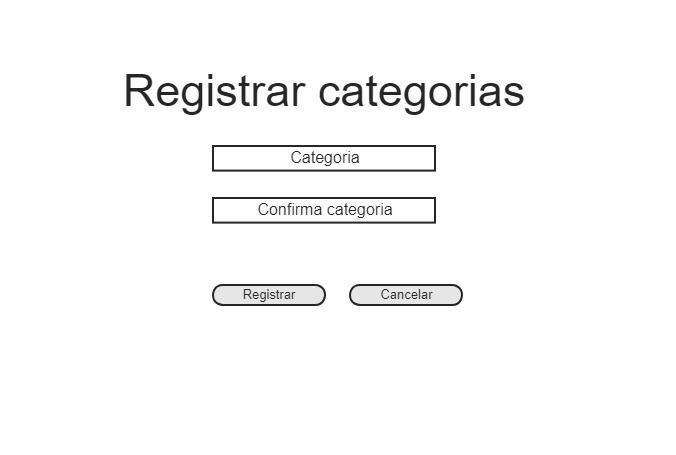 Registrar categorias
Categoria
Confirma categoria
Registrar
Cancelar